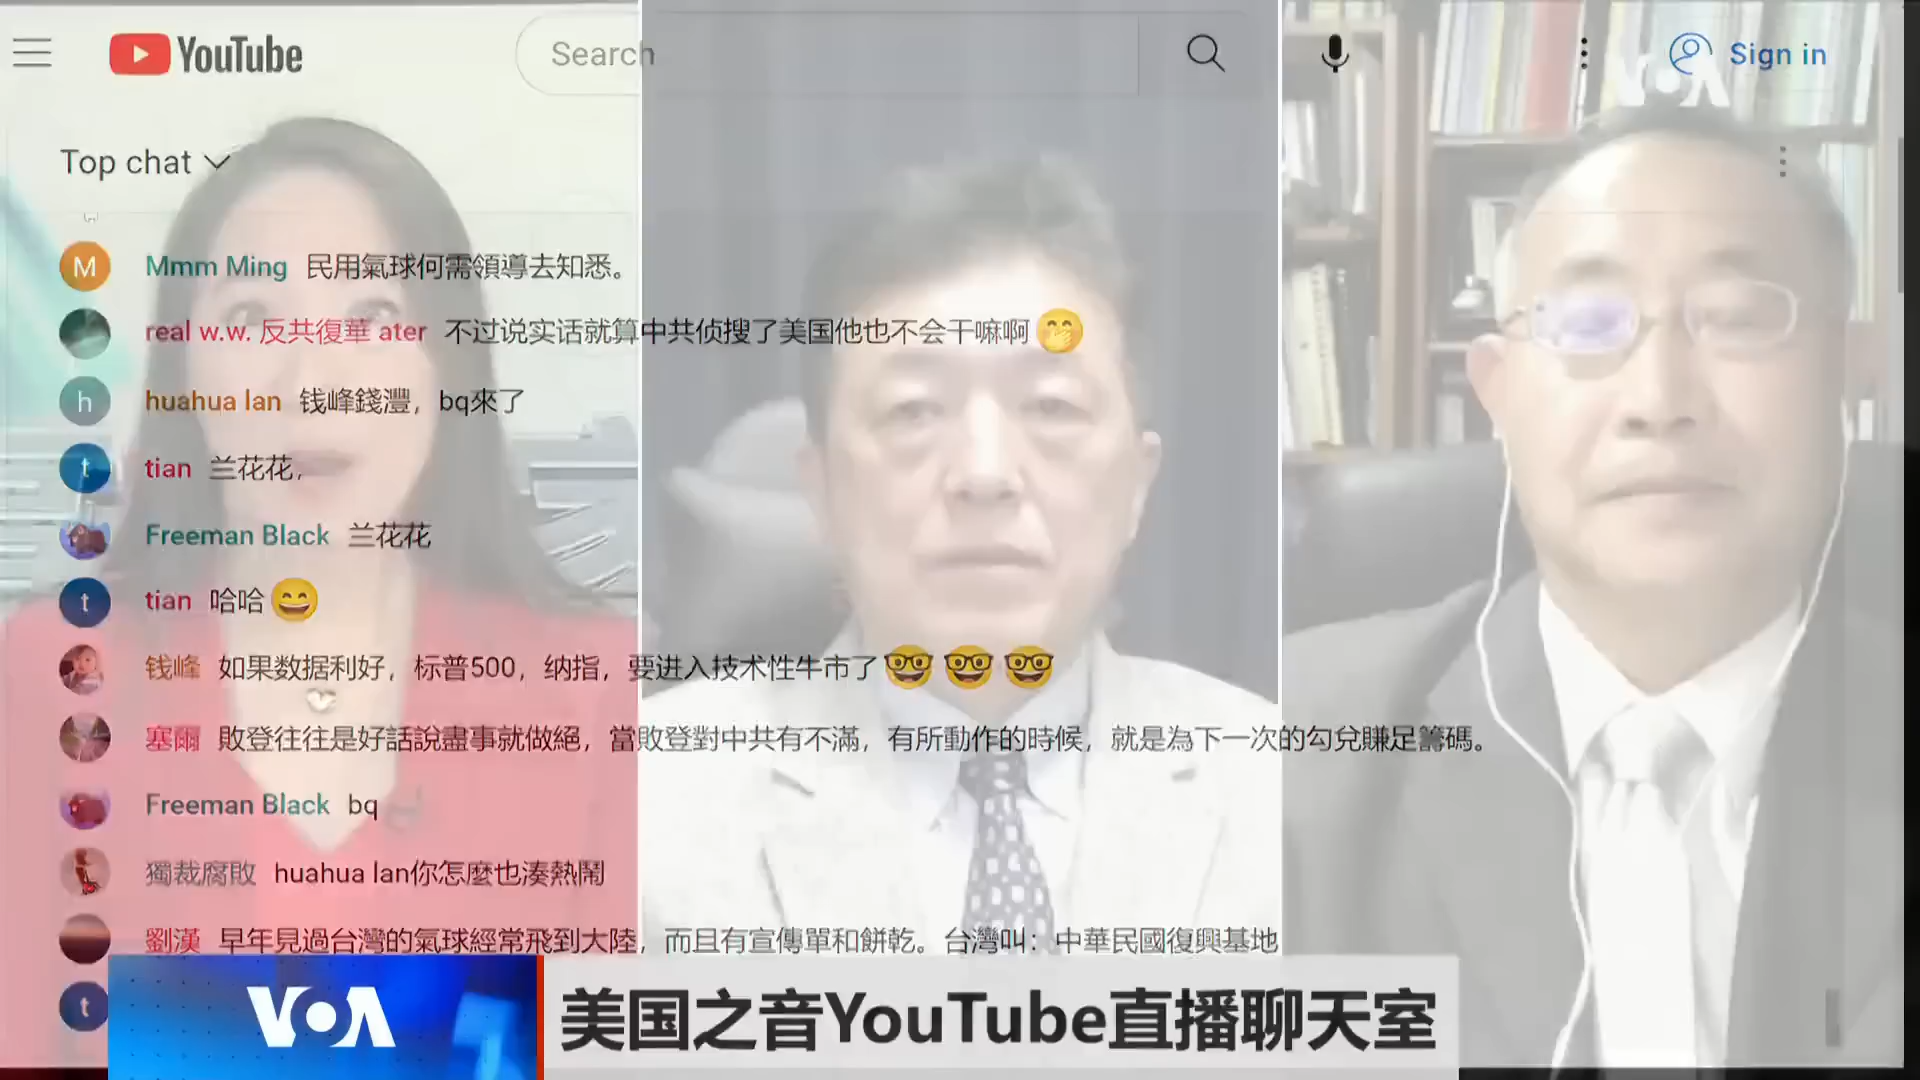 YouTube Search Sign in
VOA
Top chat
M Mmm Ming 民用氣球何需領導去知悉。
real w.w. 反共復華 ater 不过说实话就算中共侦搜了美国他也不会干嘛啊
h huahua lan 钱峰錢灃，bq來了
t tian 兰花花，
Freeman Black 兰花花
t tian 哈哈
钱峰 如果数据利好，标普500，纳指，要进入技术性牛市了
塞爾 敗登往往是好話說盡事就做絕，當敗登對中共有不滿，有所動作的時候，就是為下一次的勾兌賺足籌碼。
Freeman Black bq
獨裁腐敗 huahua lan你怎麼也湊熱鬧
劉漢 早年見過台灣的氣球經常飛到大陸，而且有宣傳單和餅乾。台灣叫：中華民國復興基地
t
VOA 美国之音YouTube直播聊天室